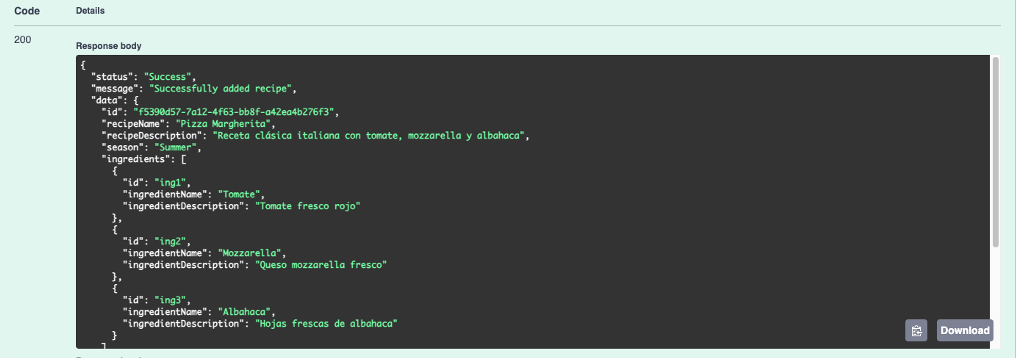 Code Details
200
Response body
{
  "status": "Success",
  "message": "Successfully added recipe",
  "data": {
    "id": "f5390d57-7a12-4f63-bb8f-a42ea4b276f3",
    "recipeName": "Pizza Margherita",
    "recipeDescription": "Receta clásica italiana con tomate, mozzarella y albahaca",
    "season": "Summer",
    "ingredients": [
      {
        "id": "ing1",
        "ingredientName": "Tomate",
        "ingredientDescription": "Tomate fresco rojo"
      },
      {
        "id": "ing2",
        "ingredientName": "Mozzarella",
        "ingredientDescription": "Queso mozzarella fresco"
      },
      {
        "id": "ing3",
        "ingredientName": "Albahaca",
        "ingredientDescription": "Hojas frescas de albahaca"
      }
    ]
Download